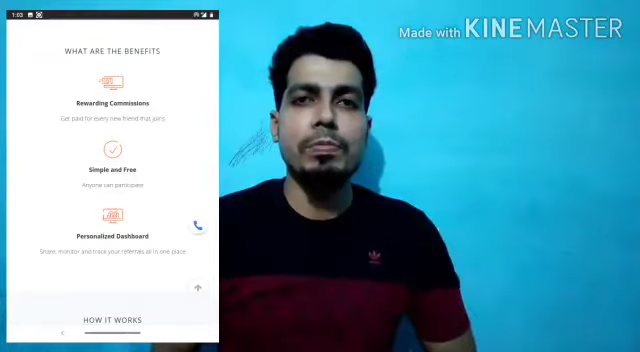 1:03
Made with KINEMASTER
WHAT ARE THE BENEFITS
Rewarding Commissions
Get paid for every new friend that joins
Simple and Free
Anyone can participate
Personalized Dashboard
Share, monitor and track your referrals all in one place
HOW IT WORKS